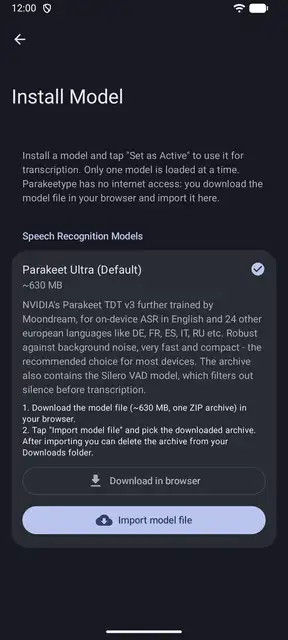 12:00
Install Model
Install a model and tap "Set as Active" to use it for
transcription. Only one model is loaded at a time.
Parakeetype has no internet access: you download the
model file in your browser and import it here.
Speech Recognition Models
Parakeet Ultra (Default)
~630 MB
NVIDIA's Parakeet TDT v3 further trained by
Moondream, for on-device ASR in English and 24 other
european languages like DE, FR, ES, IT, RU etc. Robust
against background noise, very fast and compact - the
recommended choice for most devices. The archive
also contains the Silero VAD model, which filters out
silence before transcription.
1. Download the model file (~630 MB, one ZIP archive) in
your browser.
2. Tap "Import model file" and pick the downloaded archive.
After importing you can delete the archive from your
Downloads folder.
Download in browser
Import model file